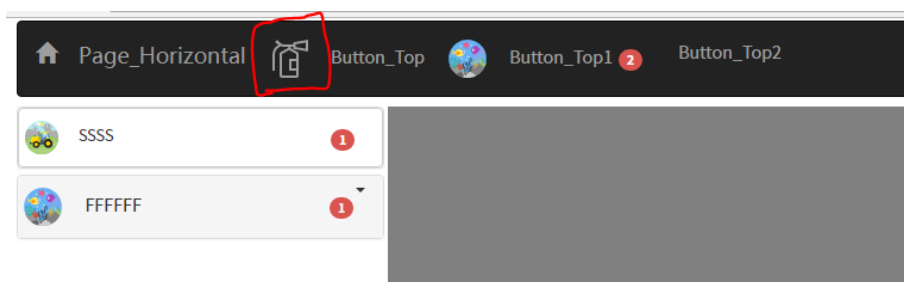 Page_Horizontal Button_Top Button_Top1 2 Button_Top2
SSSS 1
FFFFFF 1